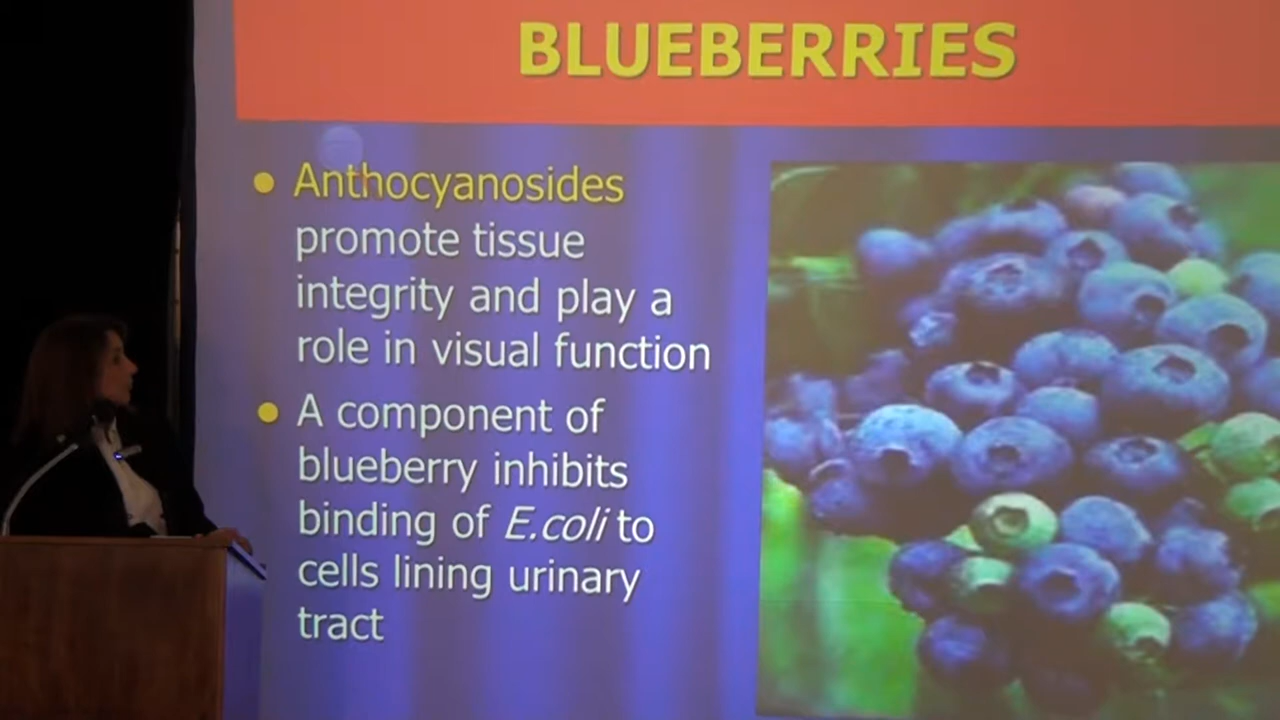 BLUEBERRIES
Anthocyanosides
promote tissue
integrity and play a
role in visual function
A component of
blueberry inhibits
binding of E.coli to
cells lining urinary
tract